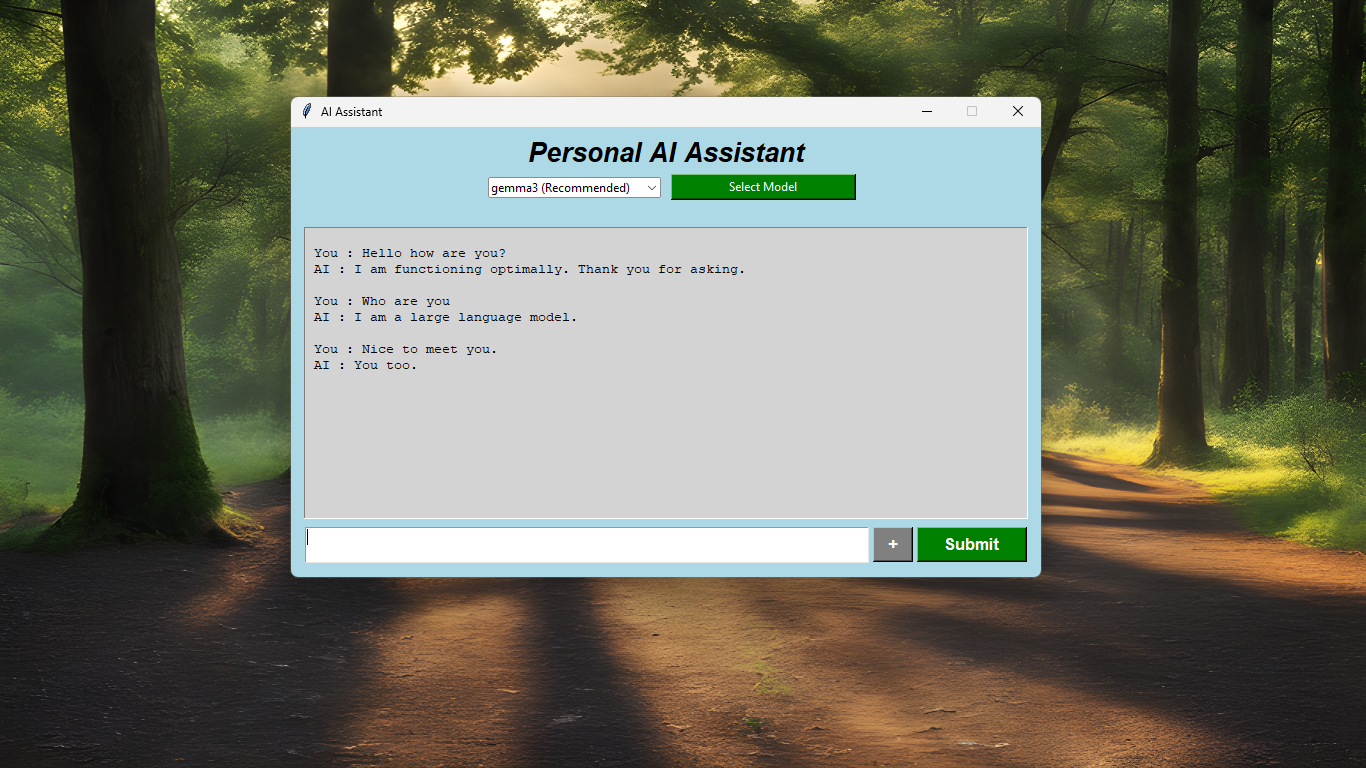 AI Assistant
Personal AI Assistant
gemma3 (Recommended)
Select Model
You : Hello how are you?
AI : I am functioning optimally. Thank you for asking.
You : Who are you
AI : I am a large language model.
You : Nice to meet you.
AI : You too.
+
Submit